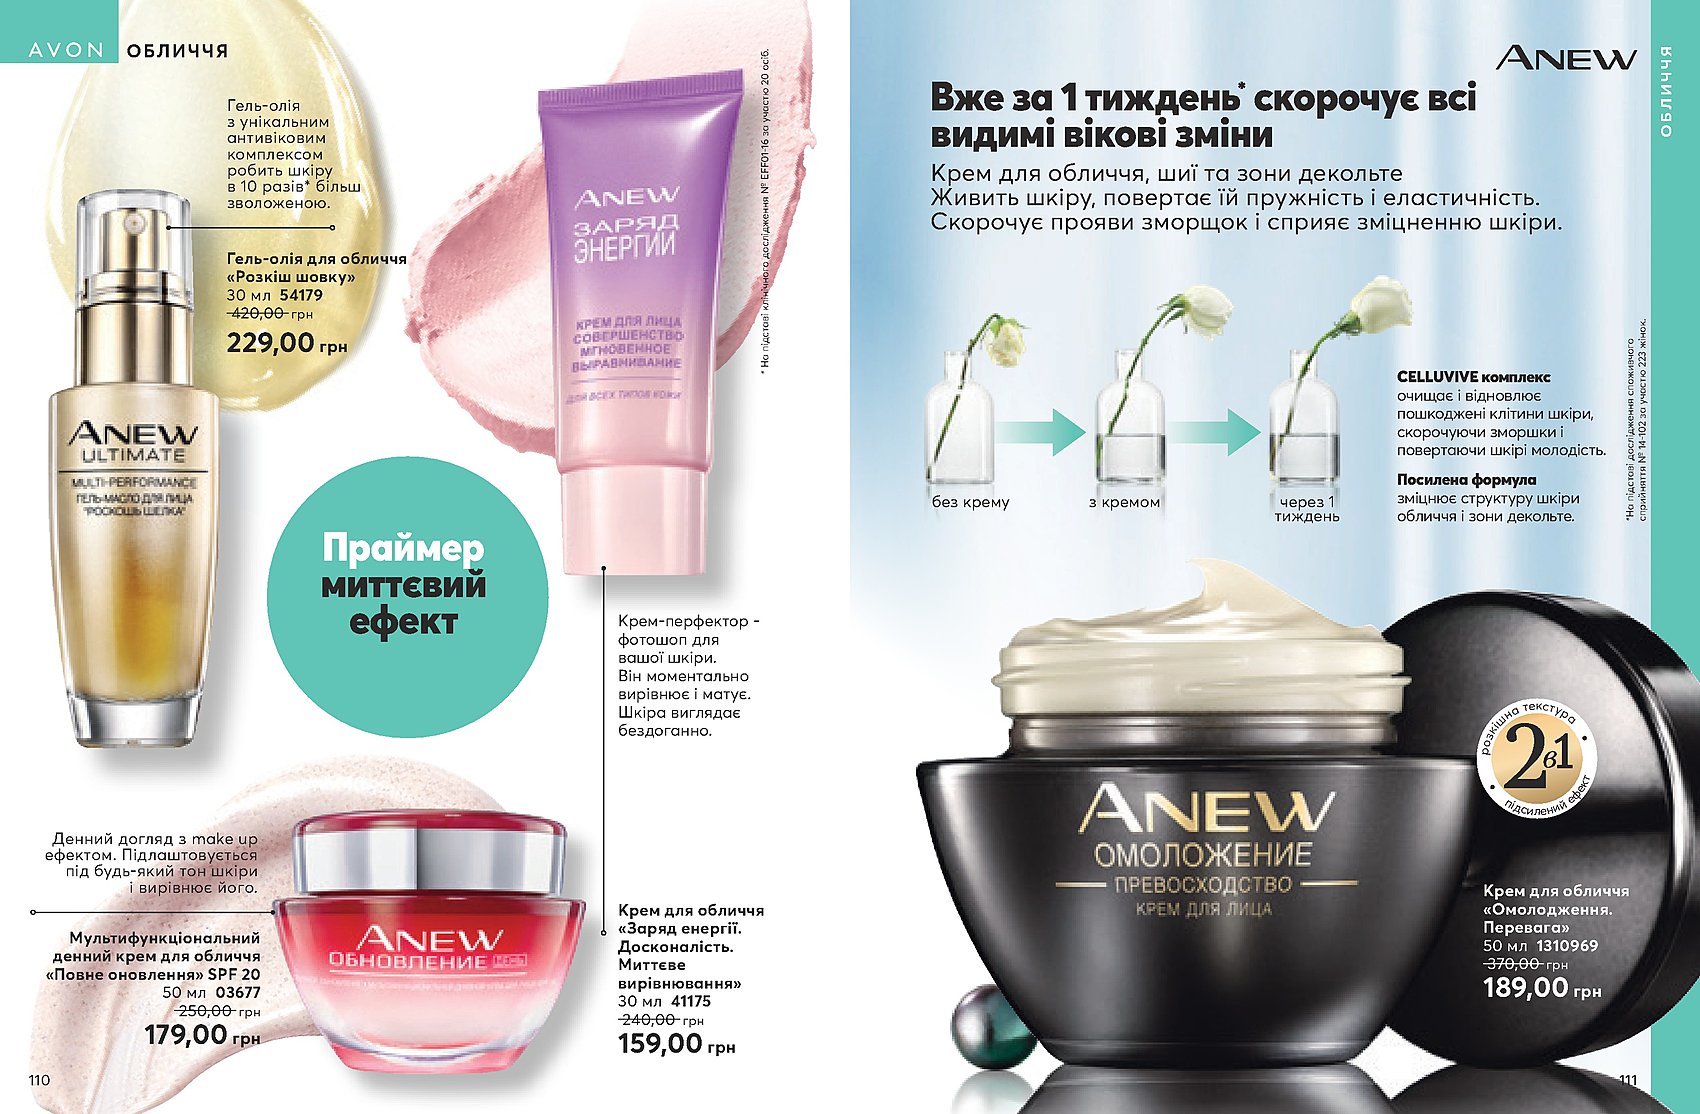 AVON ОБЛИЧЧЯ
Гель-олія
з унікальним
антивіковим
комплексом
робить шкіру
в 10 разів* більш
зволоженою.
Гель-олія для обличчя
«Розкіш шовку»
30 мл 54179
420,00 грн
229,00 грн
ANEW
ULTIMATE
MULTI-PERFORMANCE
ГЕЛЬ-МАСЛО ДЛЯ ЛИЦА
"РОСКОШЬ ШЕЛКА"
ANEW
ЗАРЯД
ЭНЕРГИИ
КРЕМ ДЛЯ ЛИЦА
СОВЕРШЕНСТВО
МГНОВЕННОЕ
ВЫРАВНИВАНИЕ
ДЛЯ ВСЕХ ТИПОВ КОЖИ
* На підставі клінічного дослідження № EFF01-16 за участю 20 осіб.
Праймер
миттєвий
ефект
Крем-перфектор -
фотошоп для
вашої шкіри.
Він моментально
вирівнює і матує.
Шкіра виглядає
бездоганно.
Денний догляд з make up
ефектом. Підлаштовується
під будь-який тон шкіри
і вирівнює його.
Мультифункціональний
денний крем для обличчя
«Повне оновлення» SPF 20
50 мл 03677
250,00 грн
179,00 грн
ANEW
ОБНОВЛЕНИЕ
Крем для обличчя
«Заряд енергії.
Досконалість.
Миттєве
вирівнювання»
30 мл 41175
240,00 грн
159,00 грн
110
ANEW
ОБЛИЧЧЯ
Вже за 1 тиждень* скорочує всі
видимі вікові зміни
Крем для обличчя, шиї та зони декольте
Живить шкіру, повертає їй пружність і еластичність.
Скорочує прояви зморщок і сприяє зміцненню шкіри.
без крему
з кремом
через 1
тиждень
CELLUVIVE комплекс
очищає і відновлює
пошкоджені клітини шкіри,
скорочуючи зморшки і
повертаючи шкірі молодість.
Посилена формула
зміцнює структуру шкіри
обличчя і зони декольте.
*На підставі дослідження споживчого
сприйняття № 14-102 за участю 223 жінок.
розкішна текстура
2в1
підсилений ефект
ANEW
ОМОЛОЖЕНИЕ
ПРЕВОСХОДСТВО
КРЕМ ДЛЯ ЛИЦА
Крем для обличчя
«Омолодження.
Перевага»
50 мл 1310969
370,00 грн
189,00 грн
111